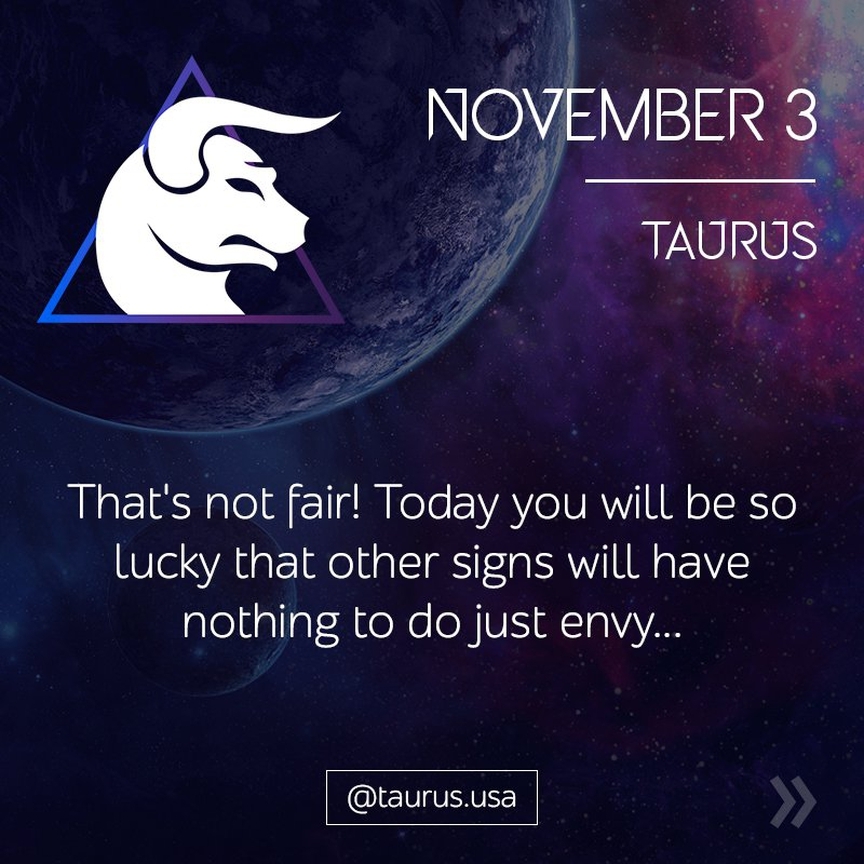 NOVEMBER 3
TAURUS
That's not fair! Today you will be so
lucky that other signs will have
nothing to do just envy...
@taurus.usa